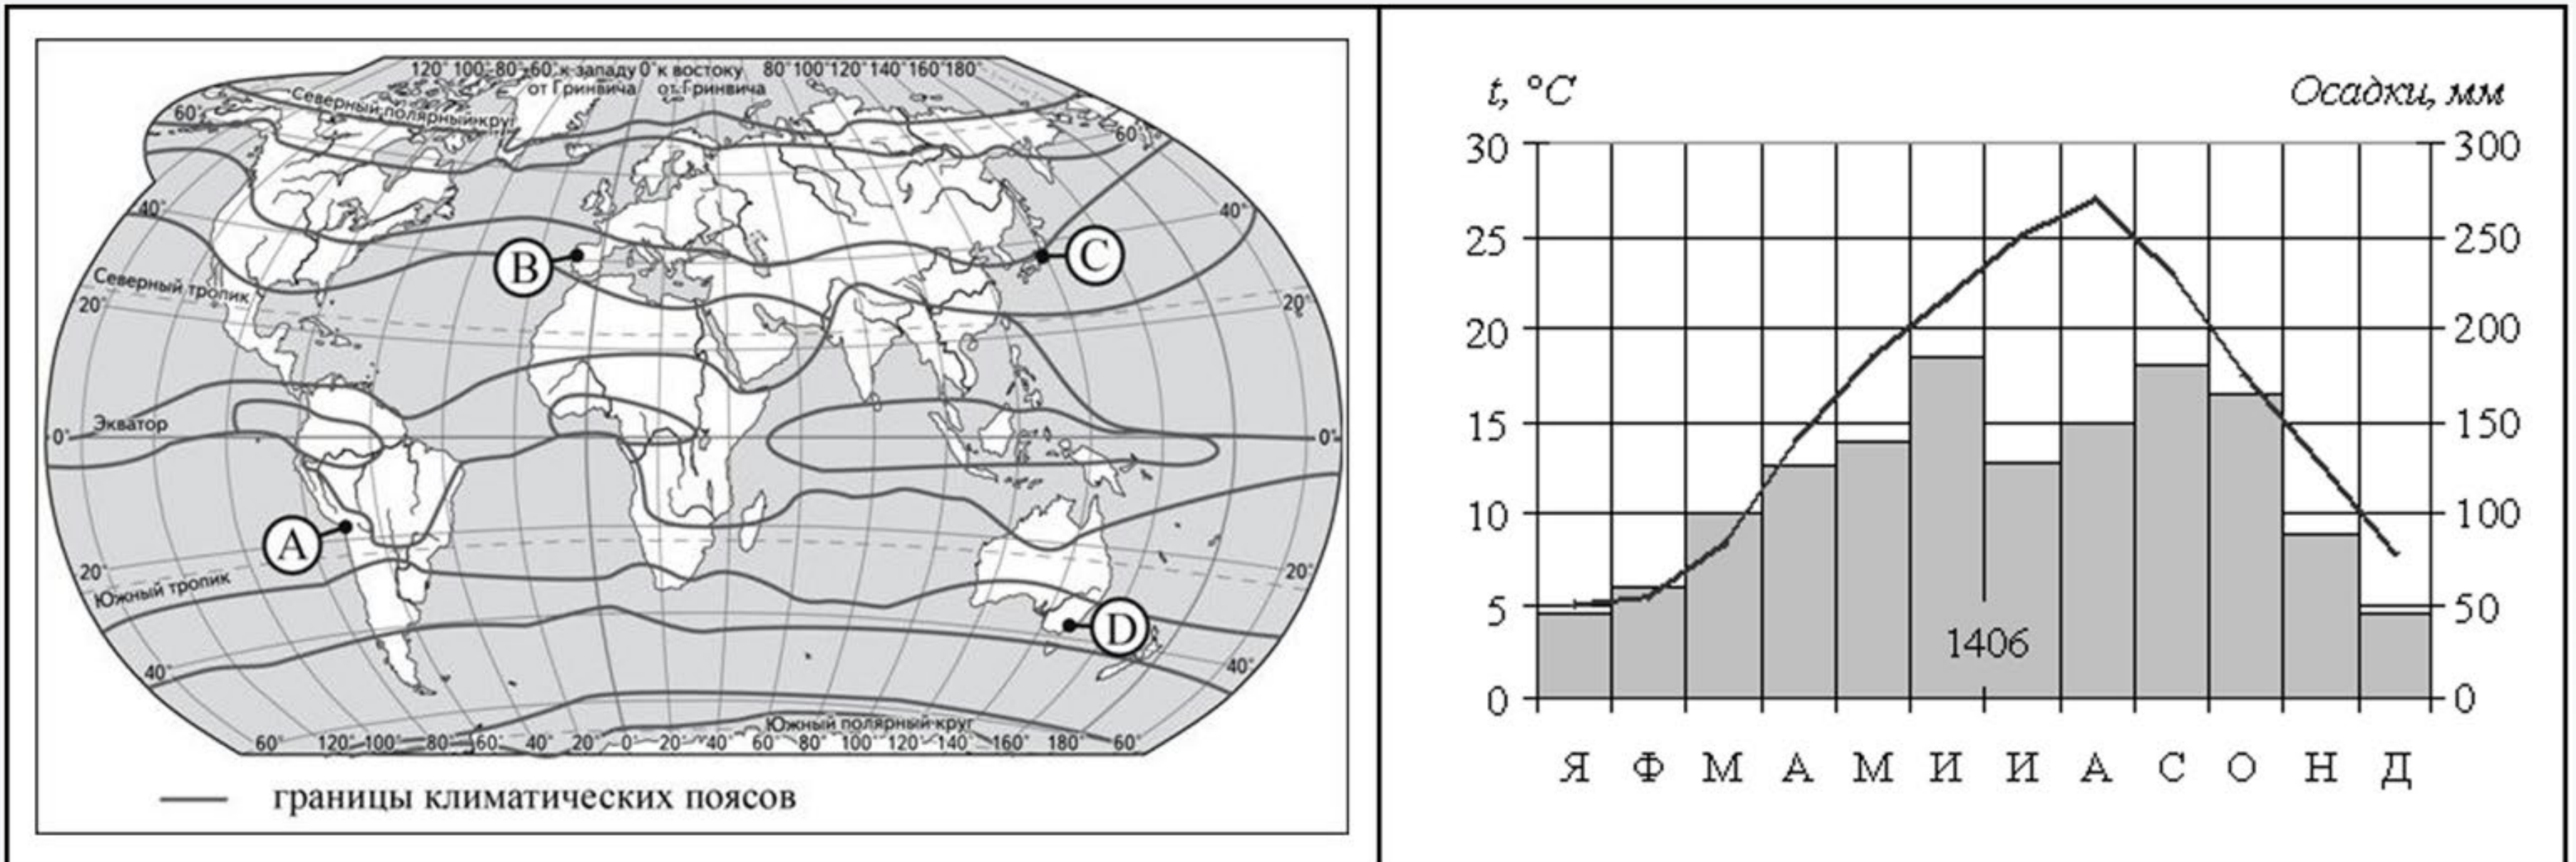 120° 100° 80° 60° к западу 0° к востоку 80° 100° 120° 140° 160° 180°
от Гринвича от Гринвича
Северный полярный круг
60° 60°
40° 40°
B C
Северный тропик
20° 20°
Экватор
0° 0°
A
20° 20°
Южный тропик
D
40° 40°
Южный полярный круг
60° 120° 100° 80° 60° 40° 20° 0° 20° 40° 60° 80° 100° 120° 140° 160° 180° 60°
границы климатических поясов
t, °C Осадки, мм
30 300
25 250
20 200
15 150
10 100
5 50
1406
0 0
Я Ф М А М И И А С О Н Д